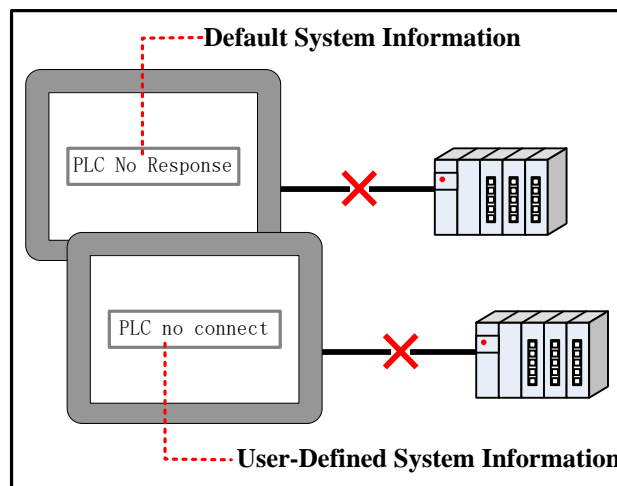 Default System Information
PLC No Response
PLC no connect
User-Defined System Information